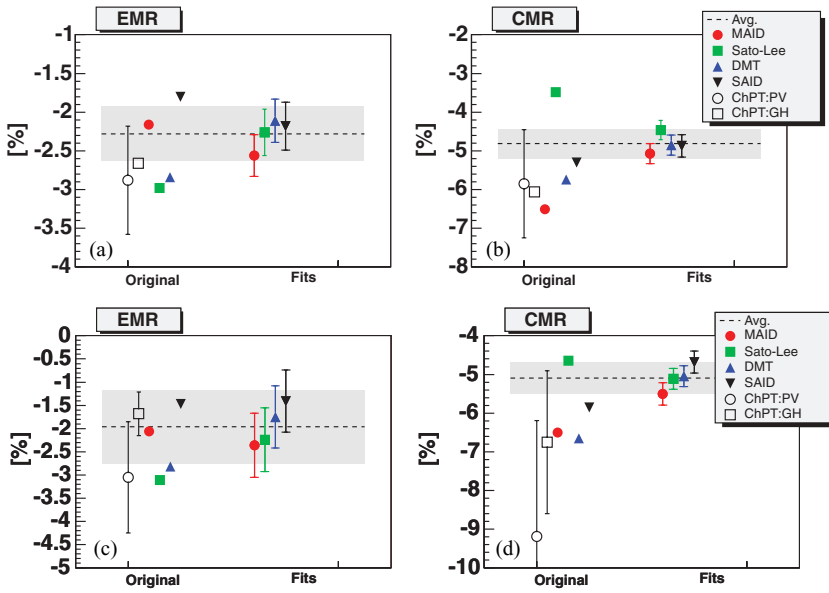 EMR
-1
-1.5
-2
-2.5
-3
-3.5
-4
[%]
(a)
Original
Fits
CMR
-2
-3
-4
-5
-6
-7
-8
[%]
(b)
Original
Fits
Avg.
MAID
Sato-Lee
DMT
SAID
ChPT:PV
ChPT:GH
EMR
0
-0.5
-1
-1.5
-2
-2.5
-3
-3.5
-4
-4.5
-5
[%]
(c)
Original
Fits
CMR
-4
-5
-6
-7
-8
-9
-10
[%]
(d)
Original
Fits
Avg.
MAID
Sato-Lee
DMT
SAID
ChPT:PV
ChPT:GH